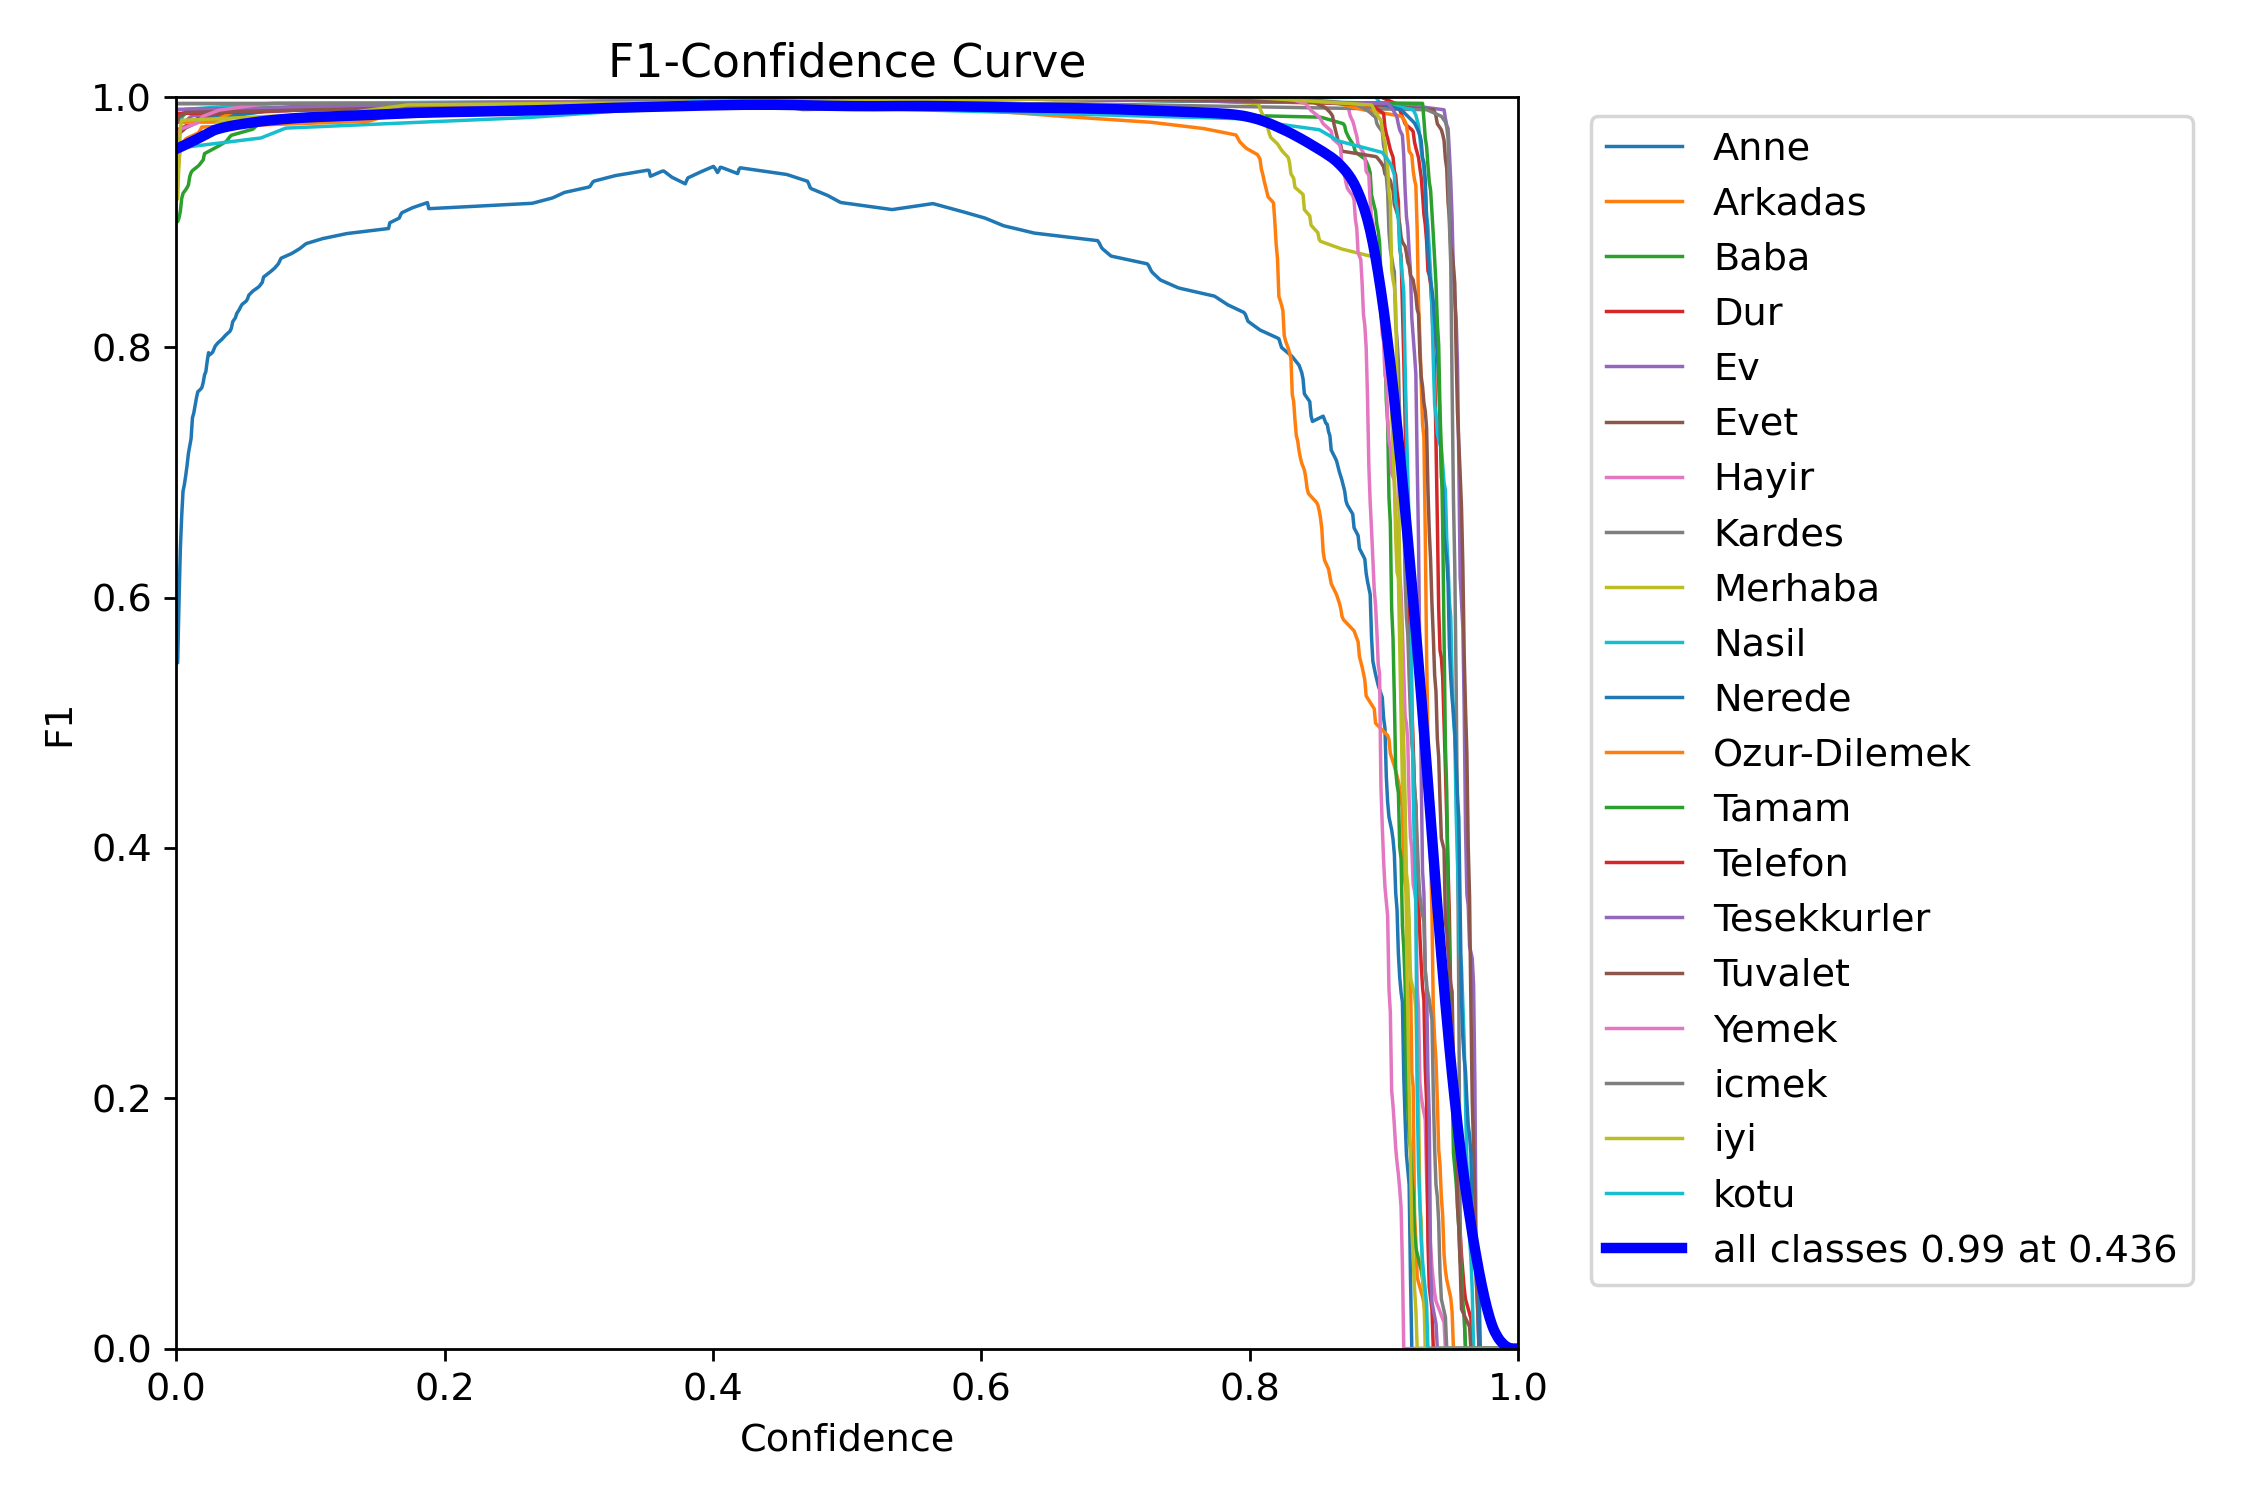 F1-Confidence Curve
1.0
0.8
0.6
0.4
0.2
0.0
F1
0.0 0.2 0.4 0.6 0.8 1.0
Confidence
Anne
Arkadas
Baba
Dur
Ev
Evet
Hayir
Kardes
Merhaba
Nasil
Nerede
Ozur-Dilemek
Tamam
Telefon
Tesekkurler
Tuvalet
Yemek
icmek
iyi
kotu
all classes 0.99 at 0.436